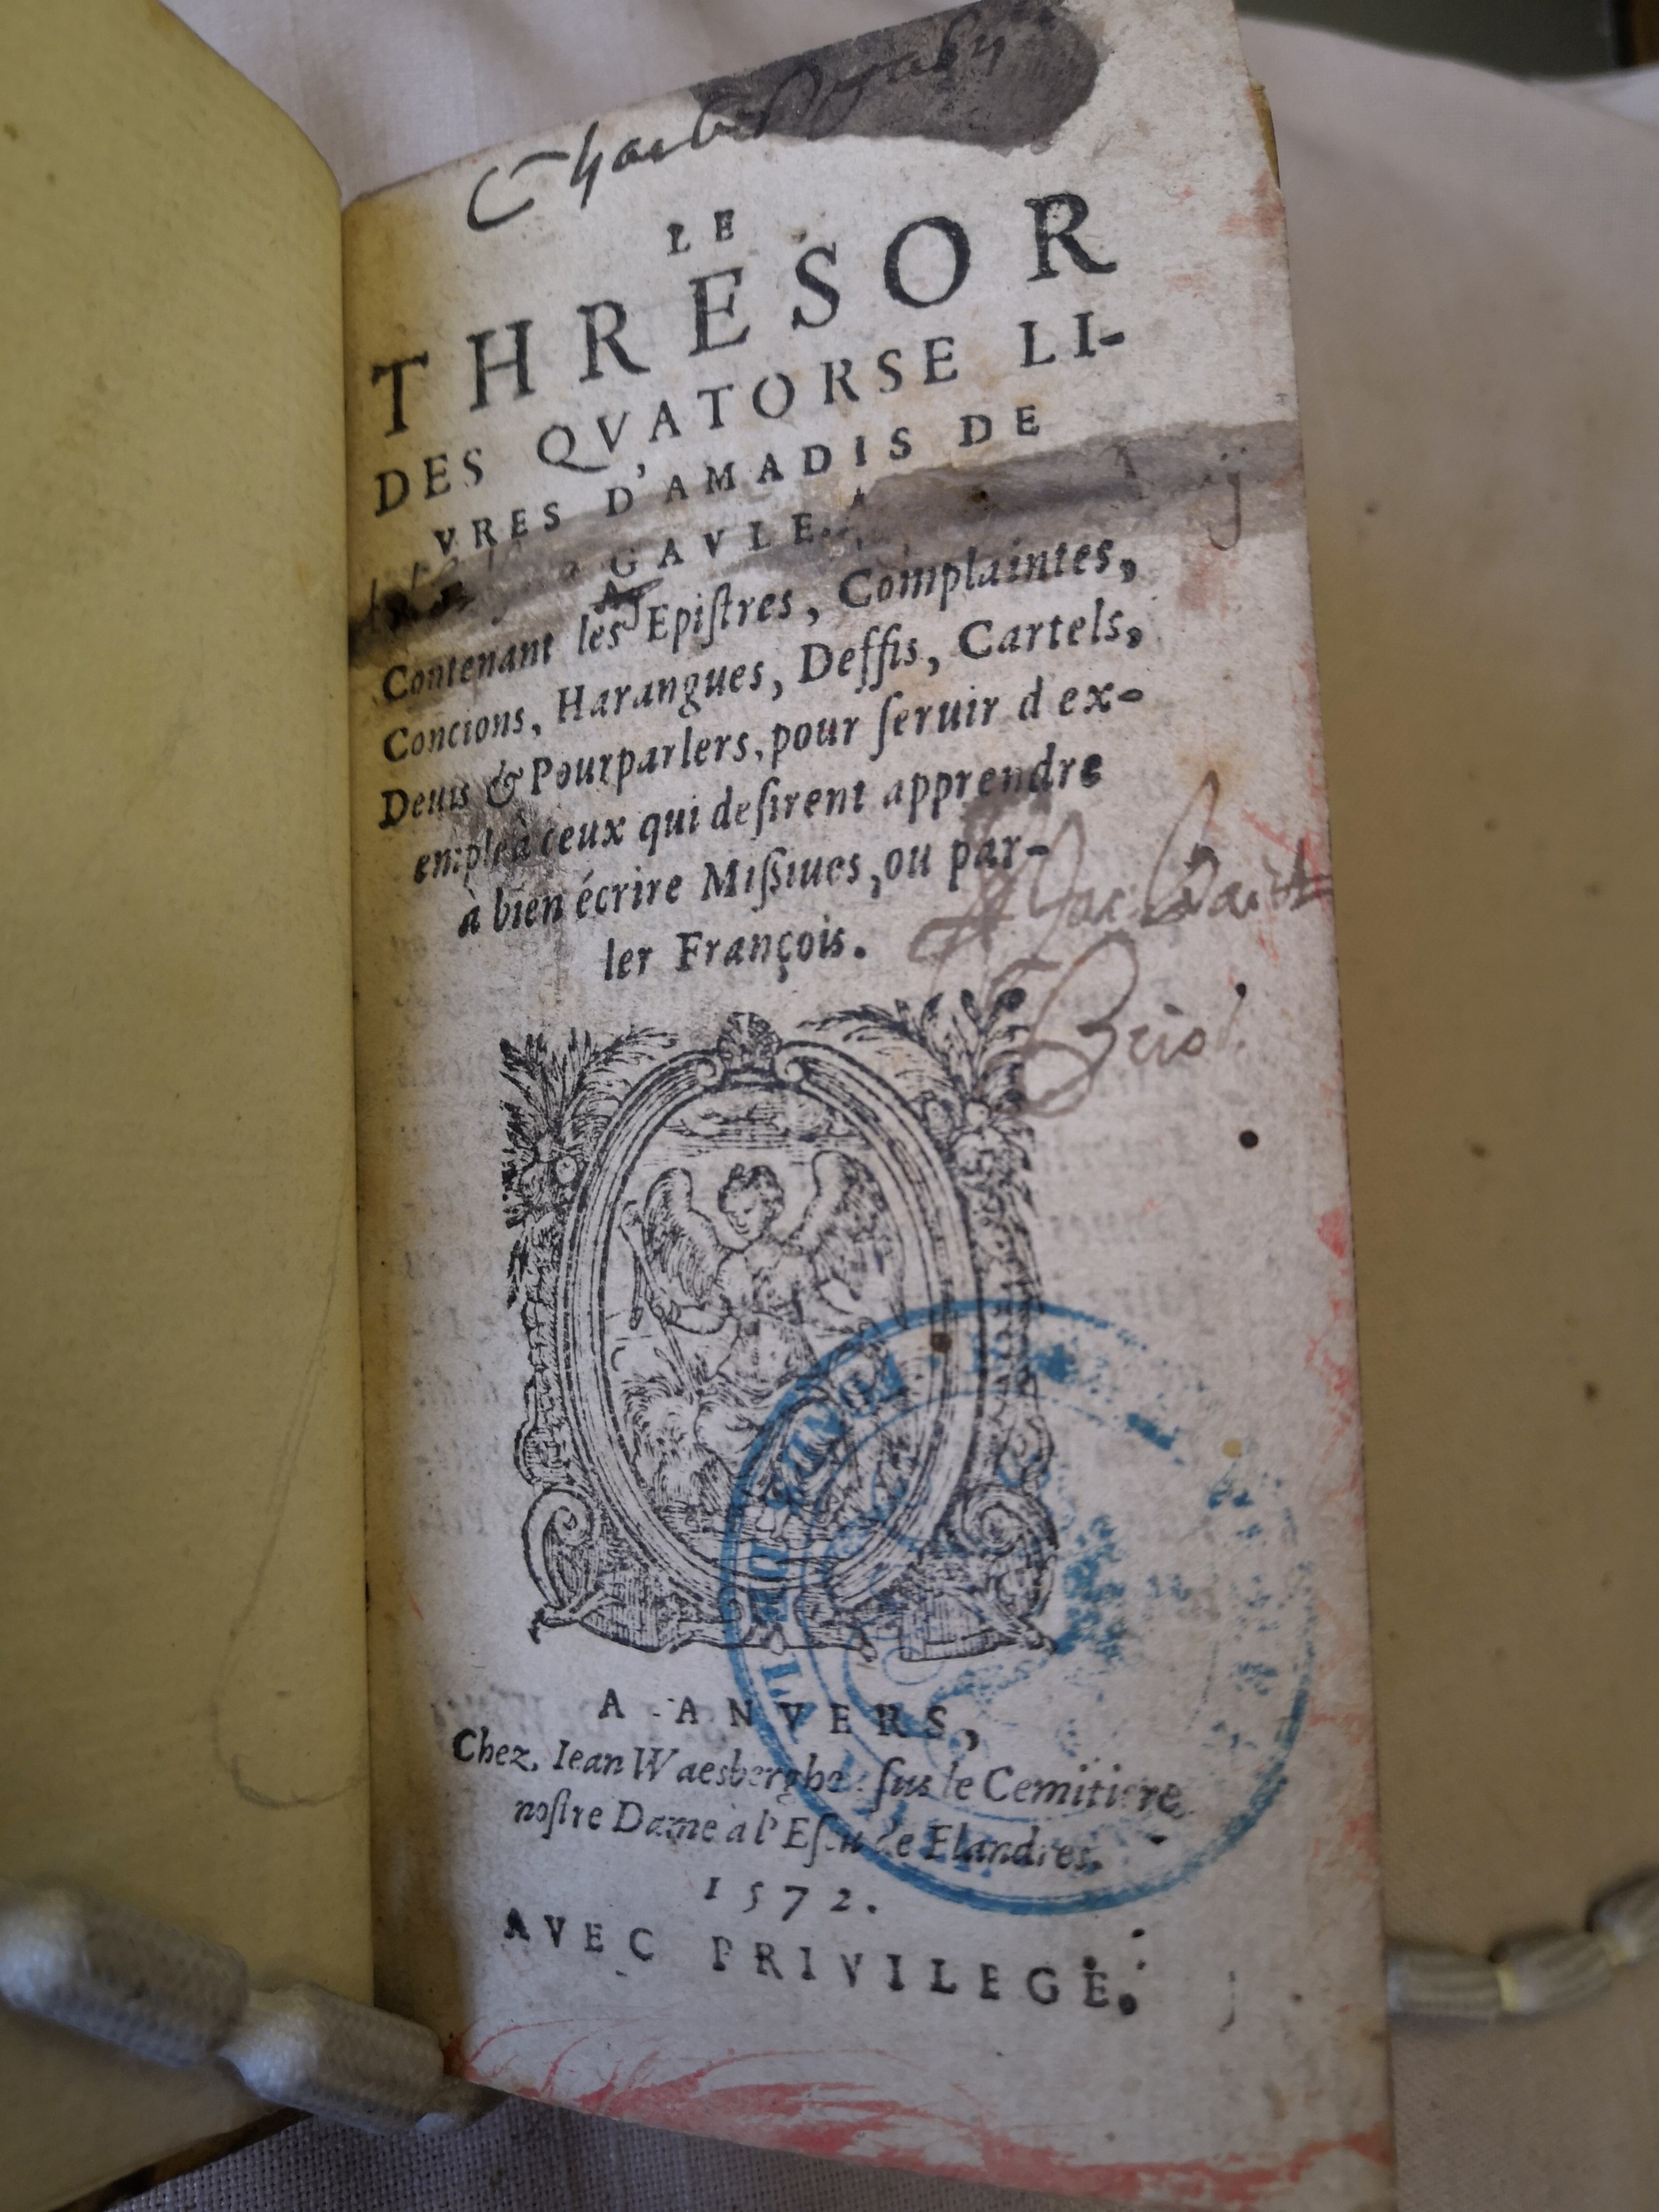 LE
THRESOR
DES QVATORSE LI-
VRES D'AMADIS DE
GAVLE.
Contenant les Epiſtres, Complaintes,
Concions, Harangues, Deffis, Cartels,
Deuis & Pourparlers, pour ſeruir d ex-
emple à ceux qui deſirent apprendre
à bien écrire Miſſiues, ou par-
ler François.
A ANVERS,
Chez, Iean Waesberghe ſus le Cemitiere
noſtre Dame à l'Eſcu de Flandres.
1572.
AVEC PRIVILEGE.